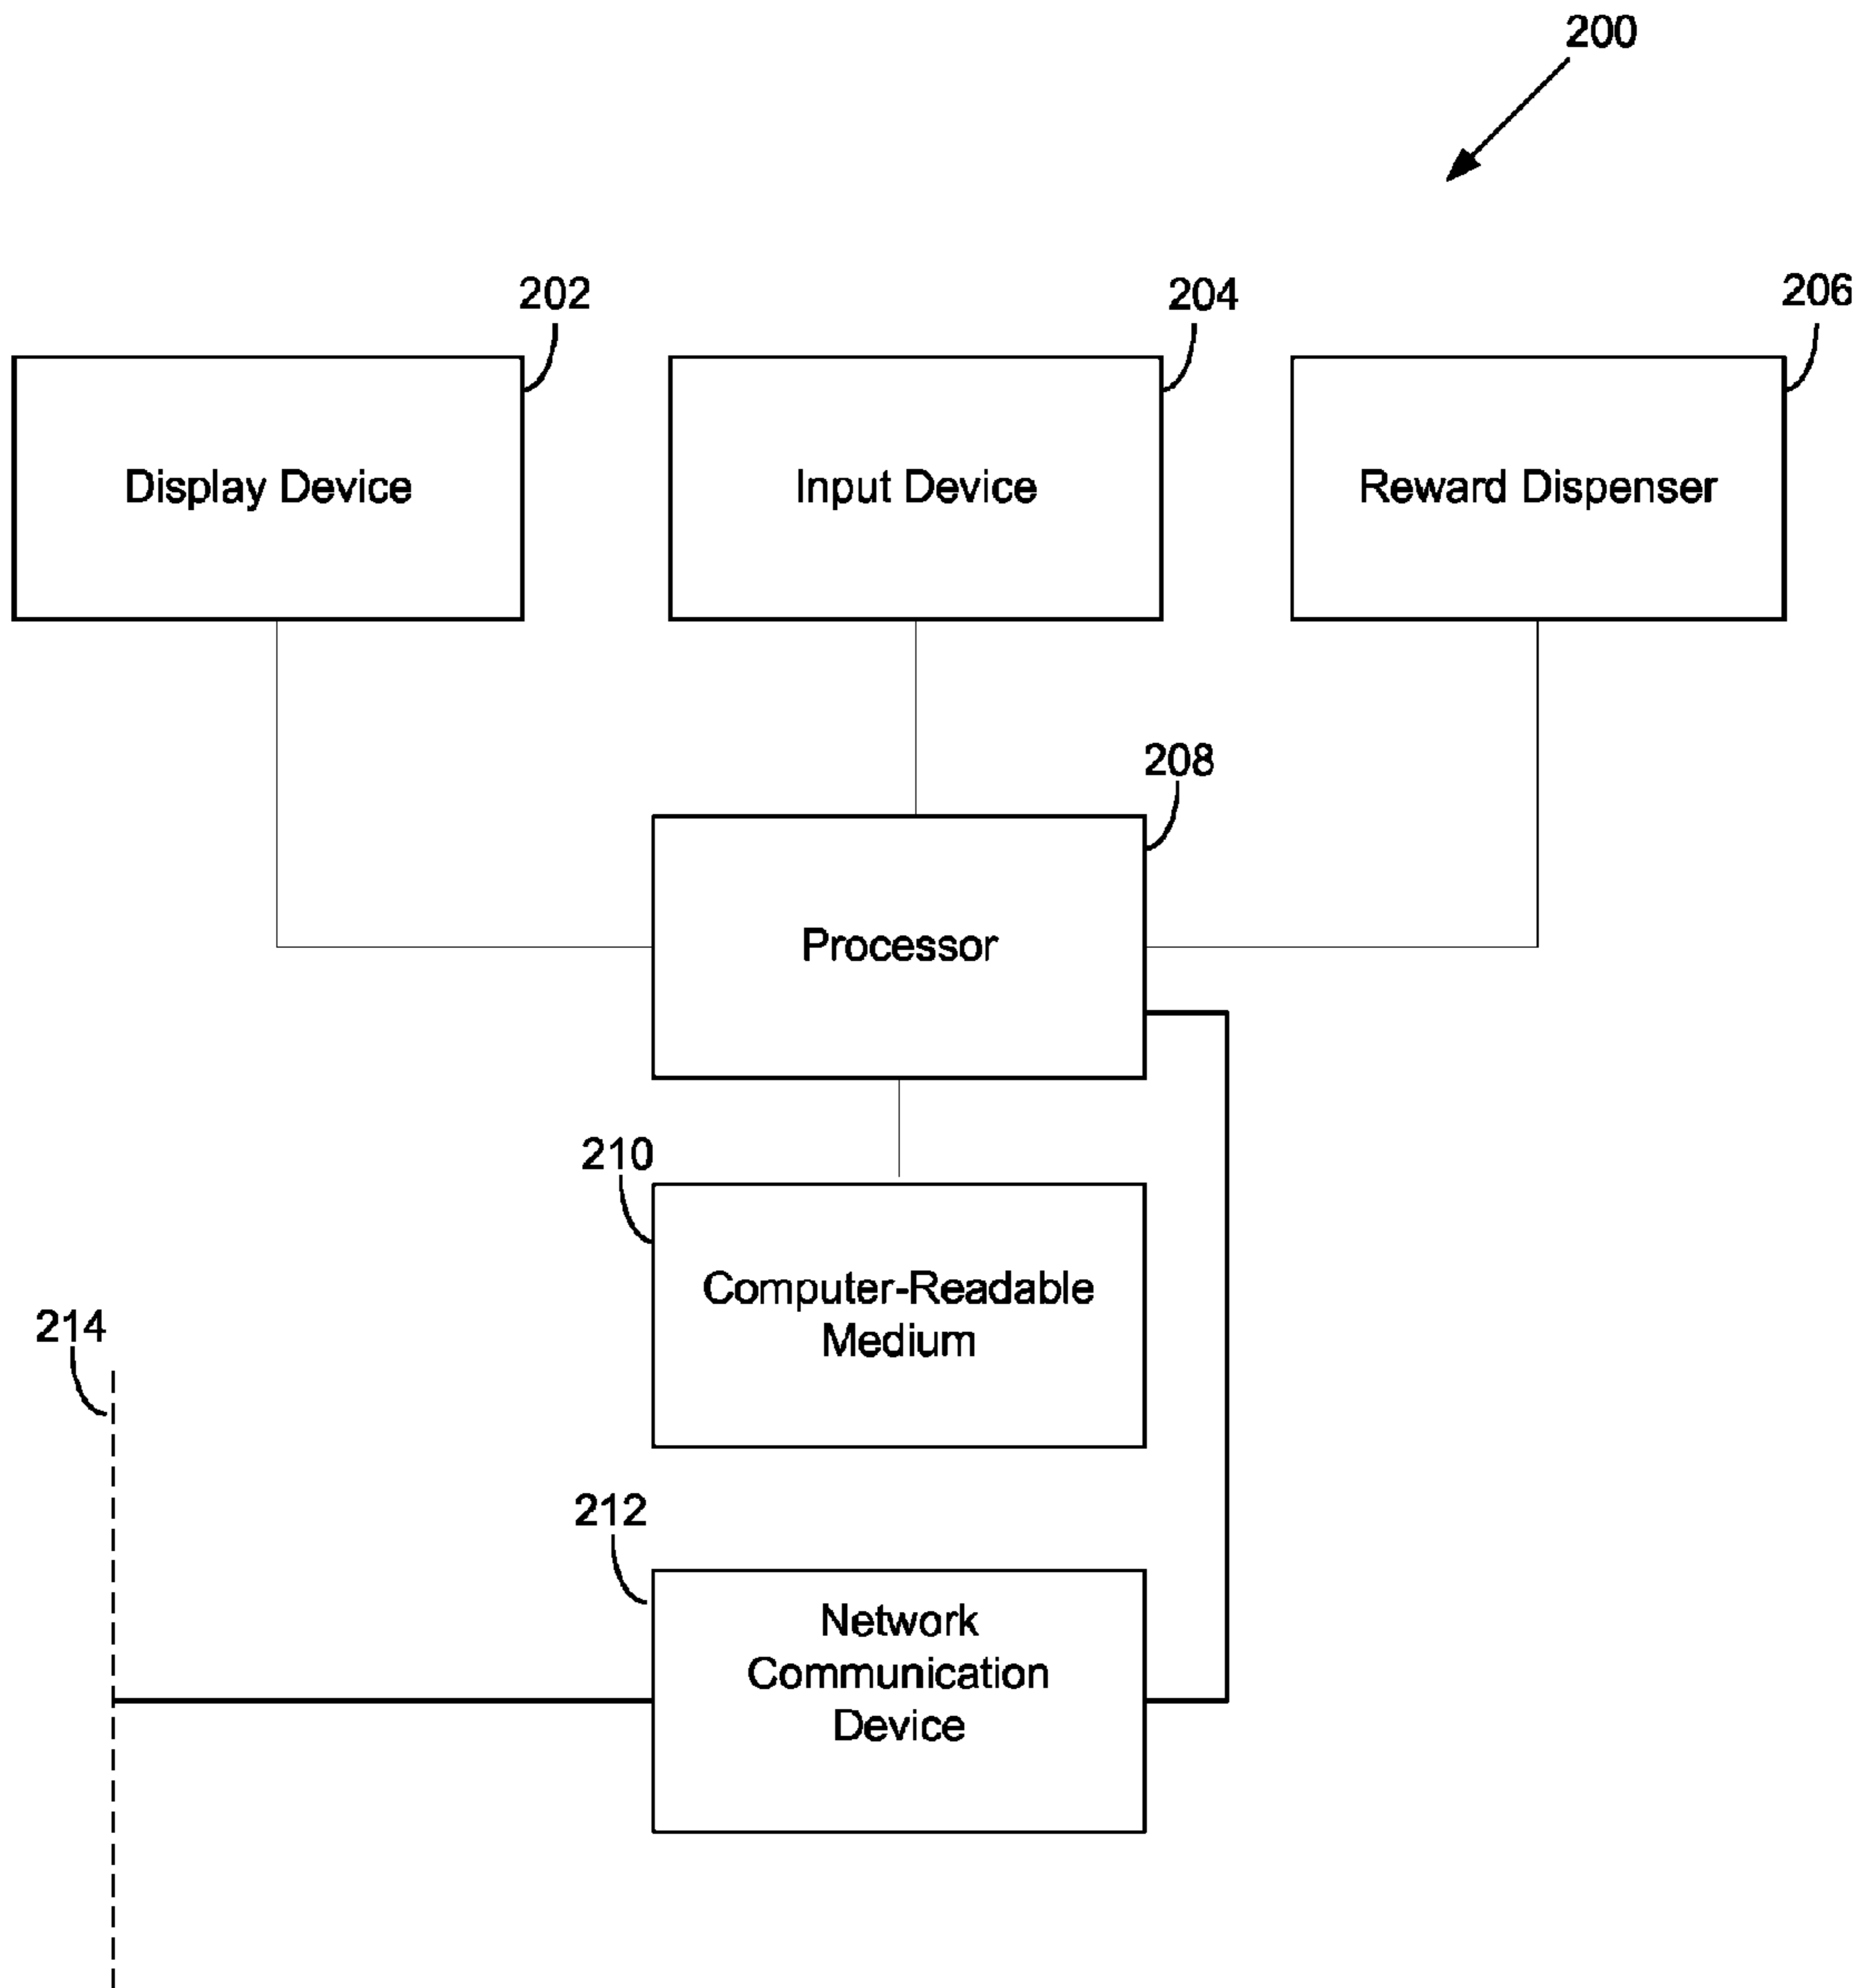 200
202
204
206
Display Device
Input Device
Reward Dispenser
208
Processor
210
Computer-Readable
Medium
214
212
Network
Communication
Device